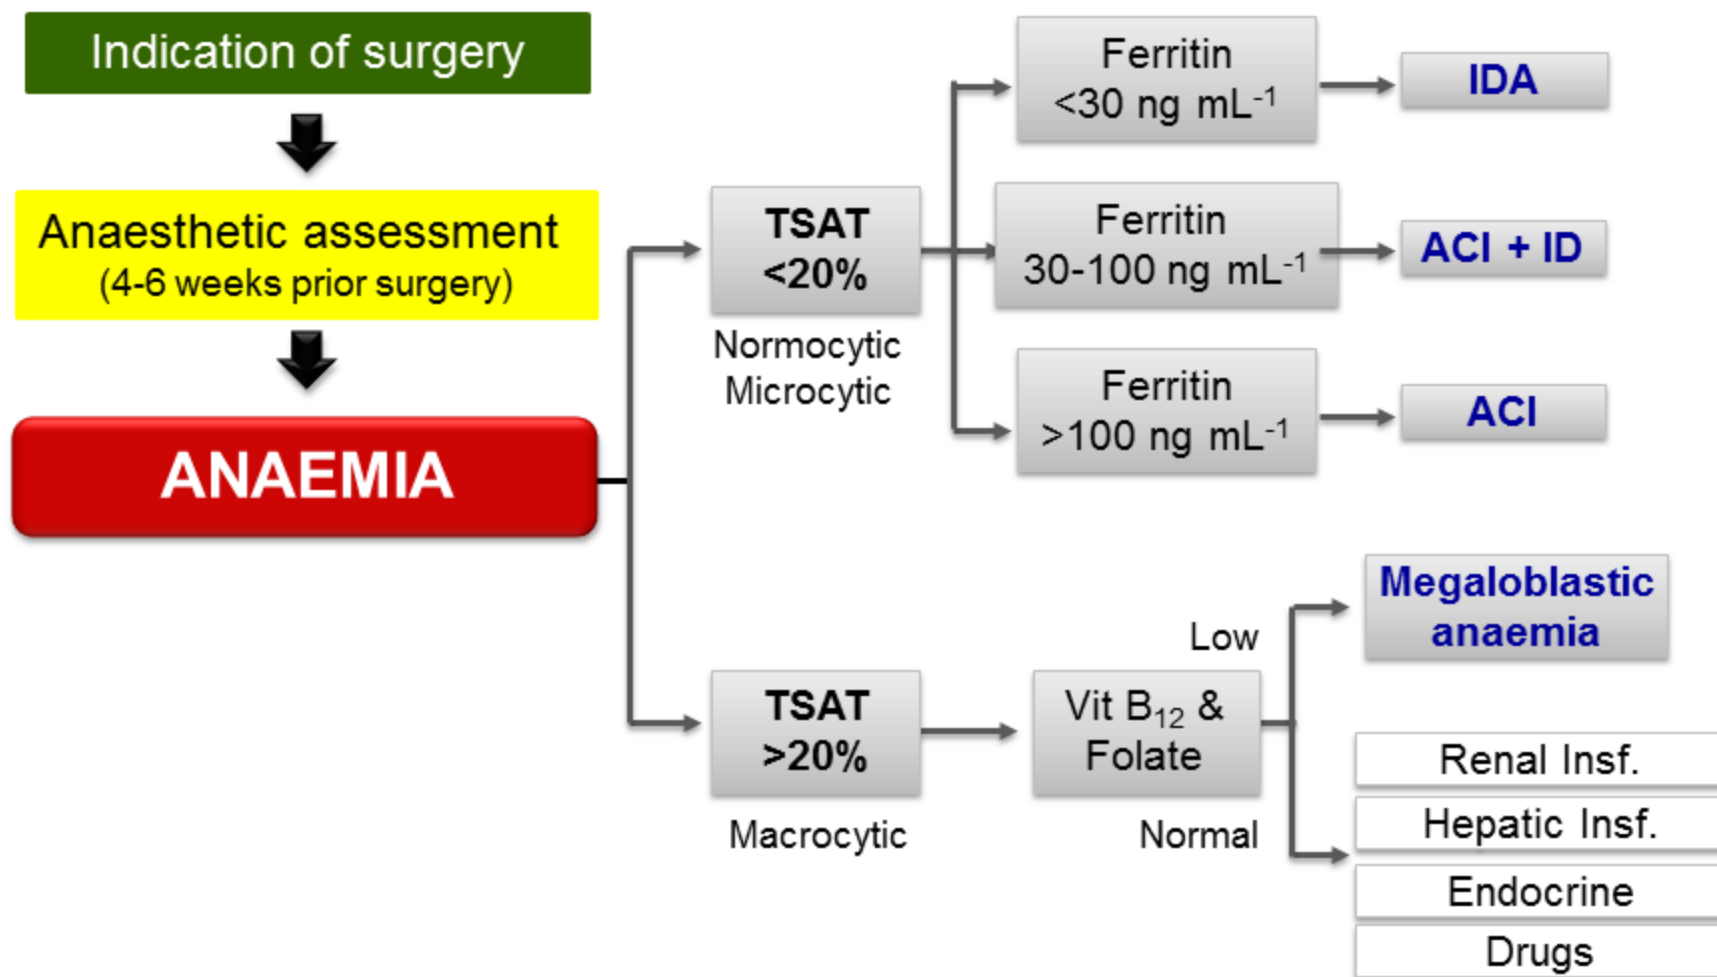 Indication of surgery
Anaesthetic assessment
(4-6 weeks prior surgery)
ANAEMIA
TSAT
<20%
Normocytic
Microcytic
Ferritin
<30 ng mL⁻¹
IDA
Ferritin
30-100 ng mL⁻¹
ACI + ID
Ferritin
>100 ng mL⁻¹
ACI
TSAT
>20%
Macrocytic
Vit B₁₂ &
Folate
Low
Megaloblastic
anaemia
Normal
Renal Insf.
Hepatic Insf.
Endocrine
Drugs